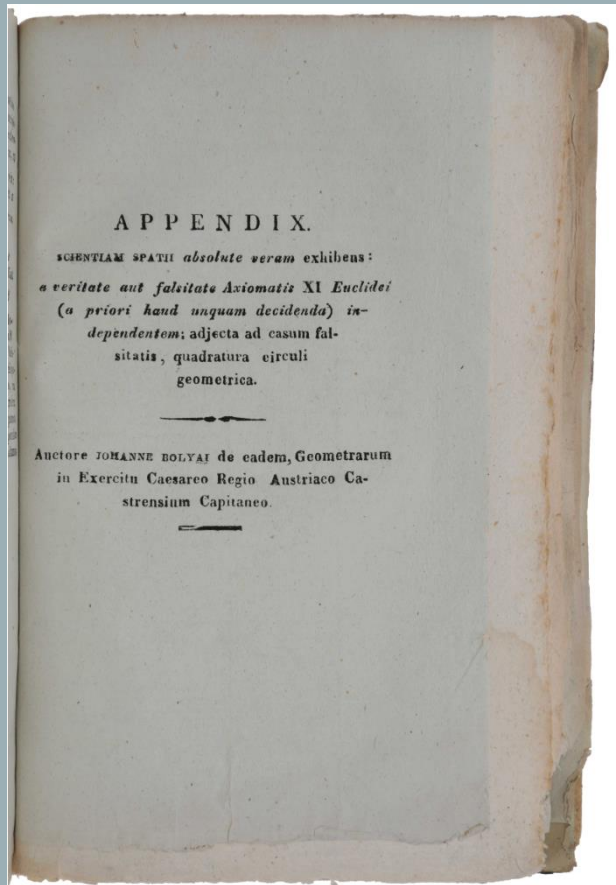 APPENDIX.
SCIENTIAM SPATII absolute veram exhibens:
a veritate aut falsitate Axiomatis XI Euclidei
(a priori haud unquam decidenda) in-
dependentem; adjecta ad casum fal-
sitatis, quadratura circuli
geometrica.
Auctore JOHANNE BOLYAI de eadem, Geometrarum
in Exercitu Caesareo Regio Austriaco Ca-
strensium Capitaneo.